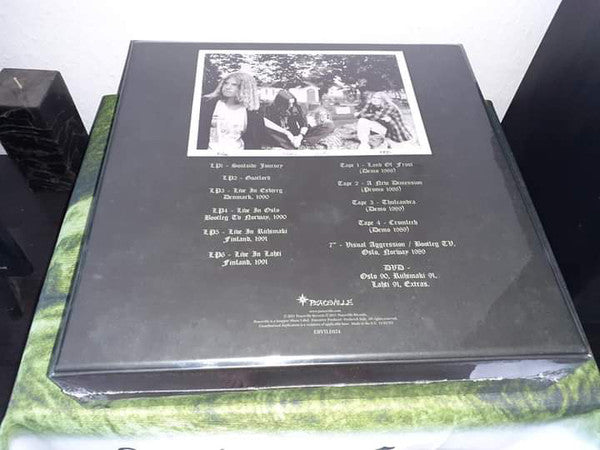 LP1 - Soulside Journey
LP2 - Goatlord
LP3 - Live In Esbjerg
Denmark, 1990
LP4 - Live In Oslo
Bootleg Tv Norway, 1990
LP5 - Live In Riihimaki
Finland, 1991
LP6 - Live In Lahti
Finland, 1991
Tape 1 - Land Of Frost
(Demo 1988)
Tape 2 - A New Dimension
(Promo 1988)
Tape 3 - Thulcandra
(Demo 1989)
Tape 4 - Cromlech
(Demo 1989)
7" - Visual Aggression / Bootleg TV,
Oslo, Norway 1989
DVD -
Oslo 90, Riihimaki 91,
Lahti 91, Extras.
PEACEVILLE
www.peaceville.com